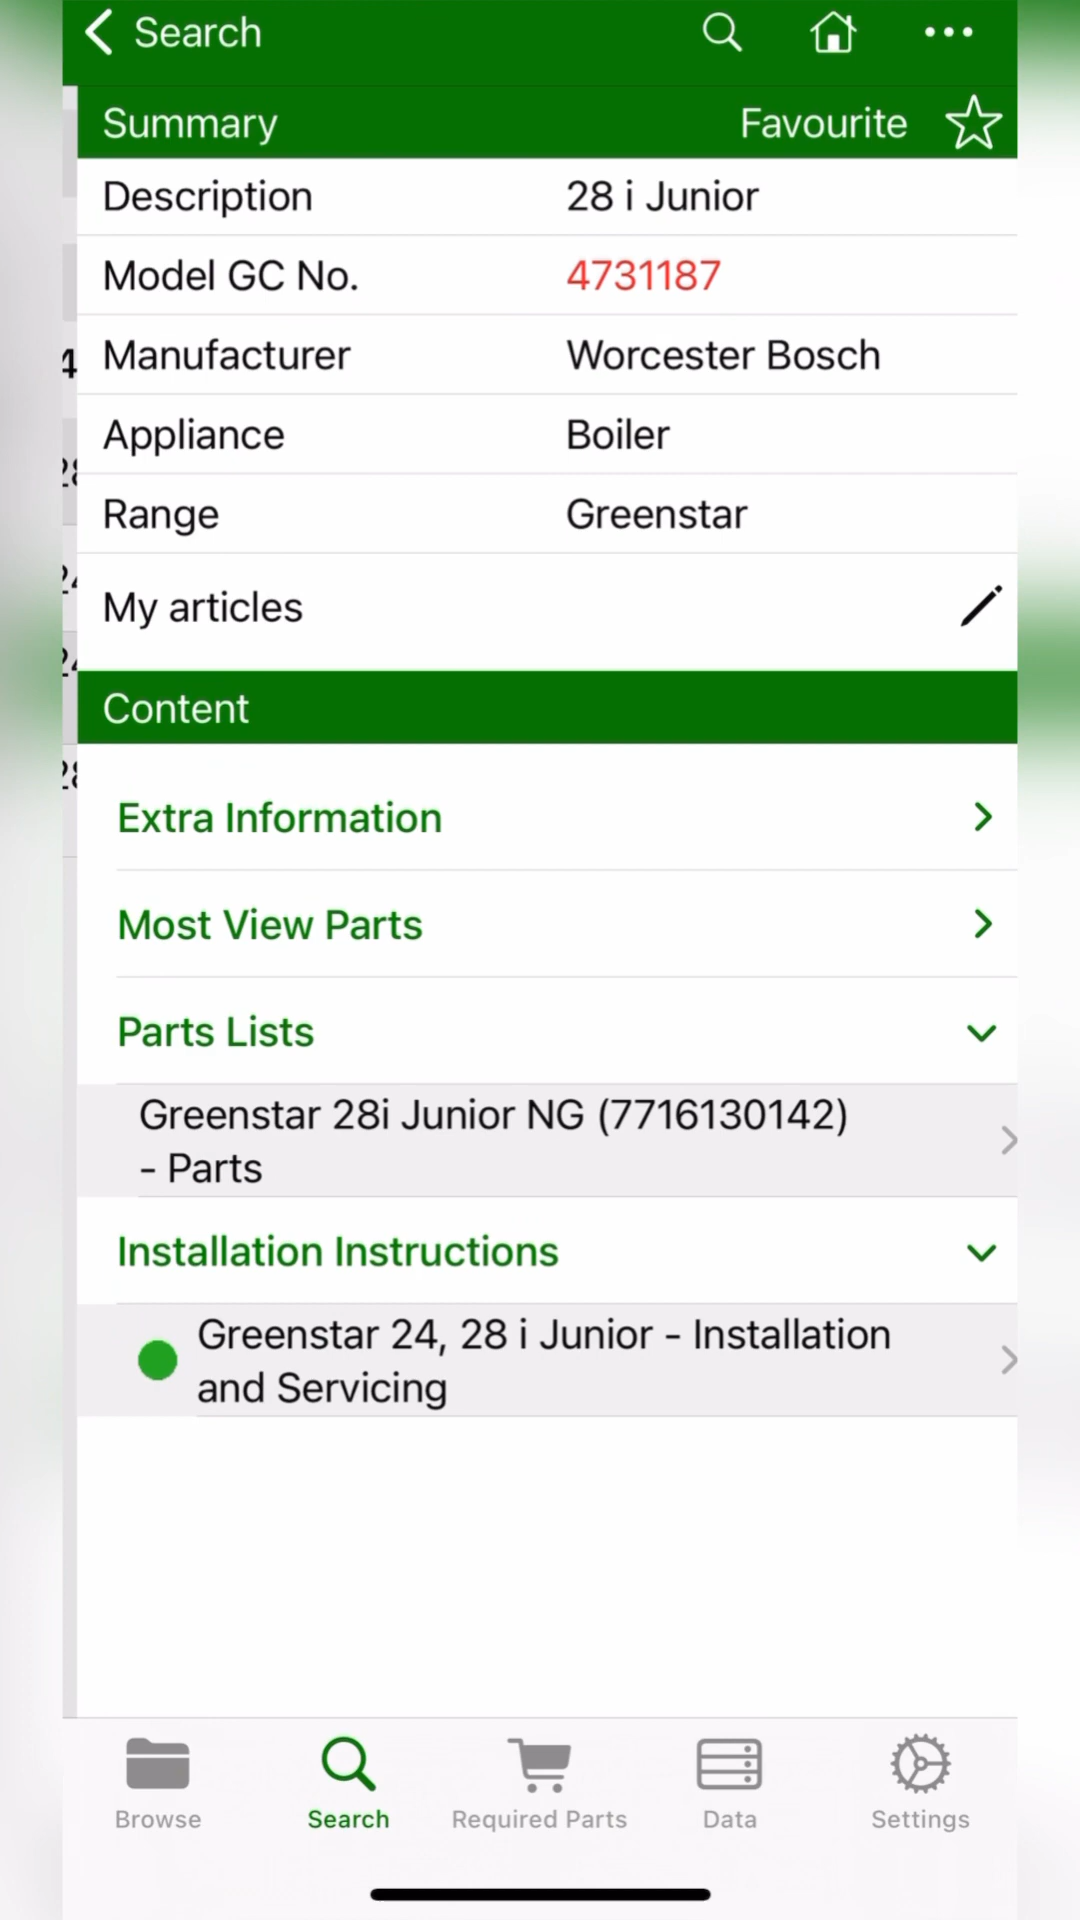 Search
Summary Favourite
Description 28 i Junior
Model GC No. 4731187
Manufacturer Worcester Bosch
Appliance Boiler
Range Greenstar
My articles
Content
Extra Information
Most View Parts
Parts Lists
Greenstar 28i Junior NG (7716130142)
- Parts
Installation Instructions
Greenstar 24, 28 i Junior - Installation
and Servicing
Browse Search Required Parts Data Settings